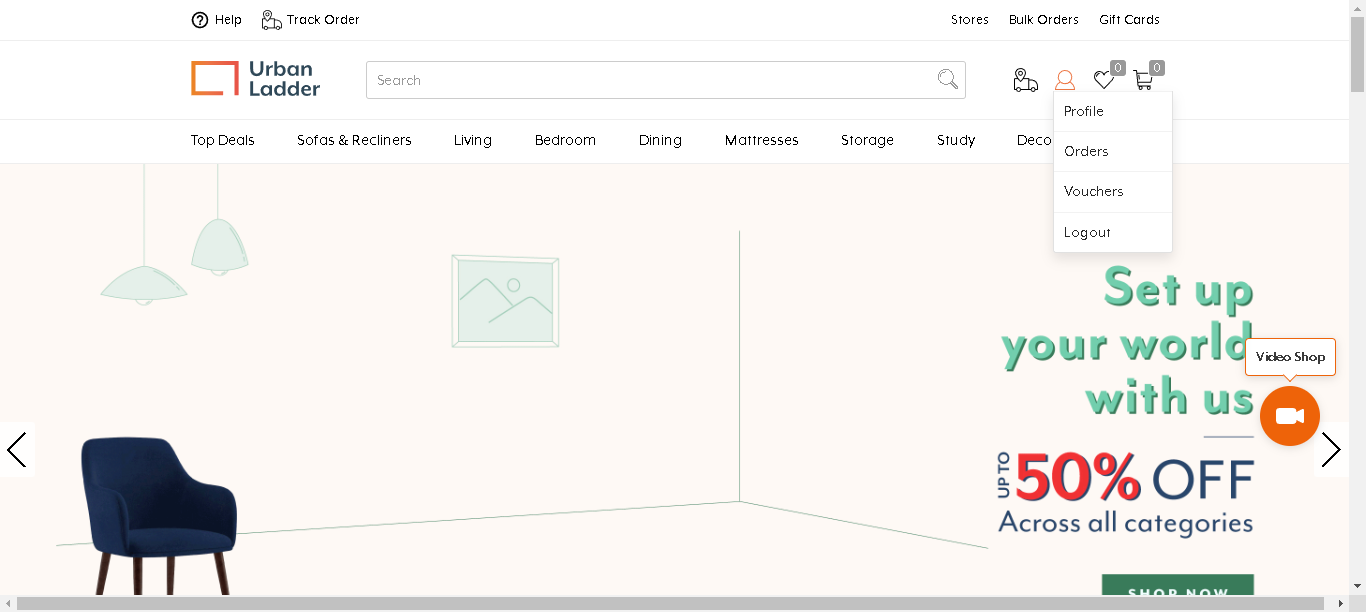 Help
Track Order
Stores
Bulk Orders
Gift Cards
Urban
Ladder
Search
0
0
Profile
Orders
Vouchers
Logout
Top Deals
Sofas & Recliners
Living
Bedroom
Dining
Mattresses
Storage
Study
Deco
Set up
your world
with us
Video Shop
UPTO
50% OFF
Across all categories
SHOP NOW